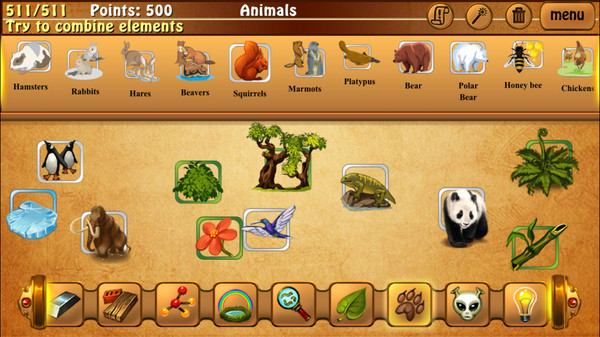 511/511 Points: 500 Animals menu
Try to combine elements
Hamsters Rabbits Hares Beavers Squirrels Marmots Platypus Bear Polar Bear Honey bee Chickens